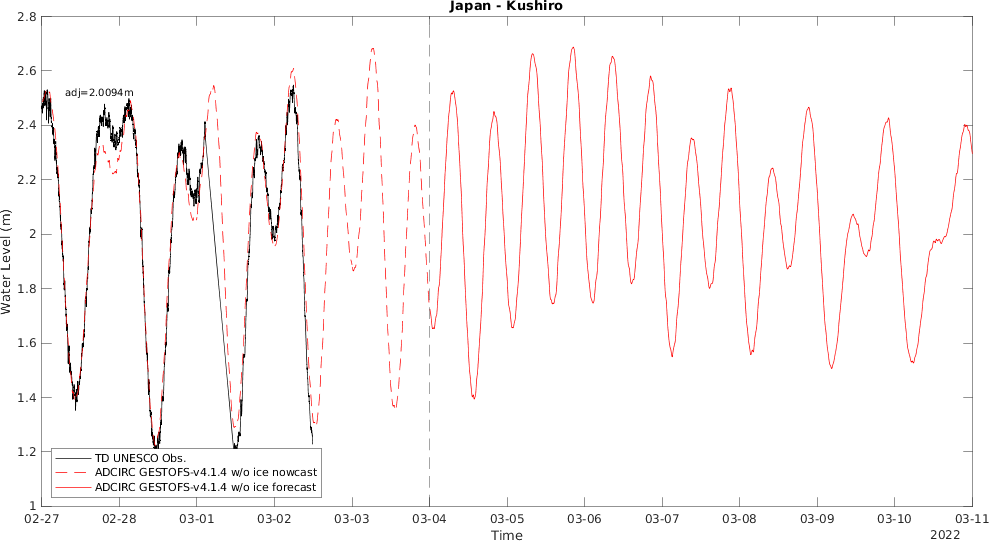 Japan - Kushiro
2.8
2.6
adj=2.0094m
2.4
2.2
2
Water Level (m)
1.8
1.6
1.4
1.2
1
TD UNESCO Obs.
ADCIRC GESTOFS-v4.1.4 w/o ice nowcast
ADCIRC GESTOFS-v4.1.4 w/o ice forecast
02-27 02-28 03-01 03-02 03-03 03-04 03-05 03-06 03-07 03-08 03-09 03-10 03-11
Time
2022